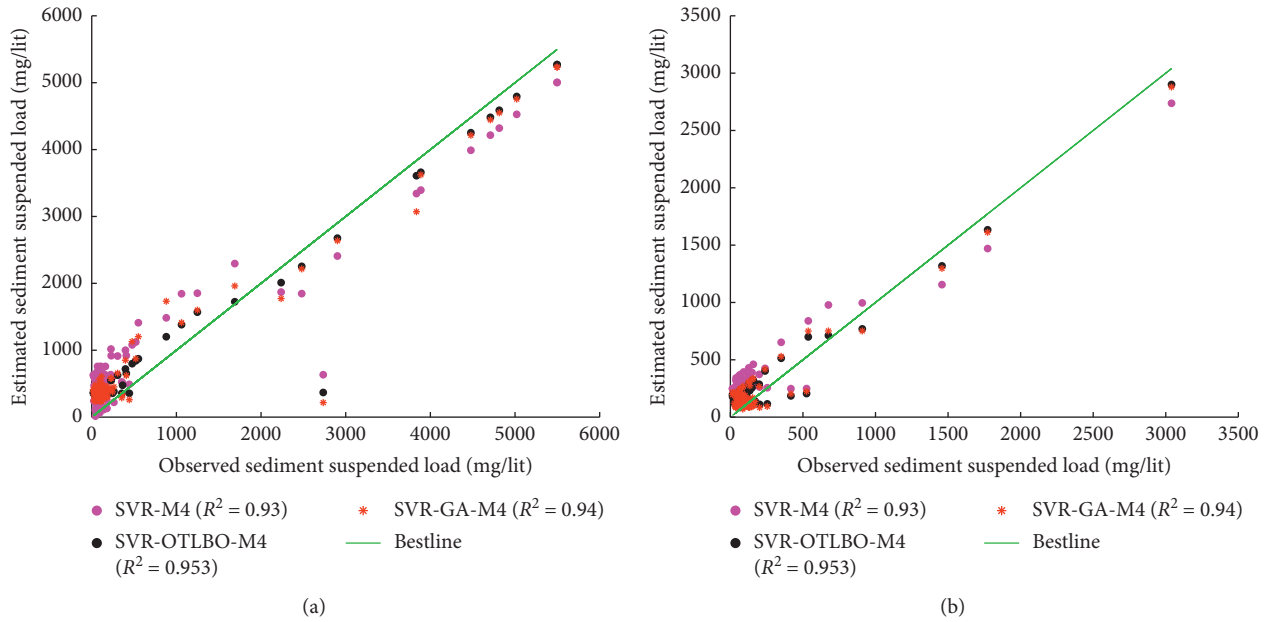 6000
5000
4000
3000
2000
1000
0
Estimated sediment suspended load (mg/lit)
0 1000 2000 3000 4000 5000 6000
Observed sediment suspended load (mg/lit)
SVR-M4 (R² = 0.93)
SVR-OTLBO-M4
(R² = 0.953)
SVR-GA-M4 (R² = 0.94)
Bestline
(a)
3500
3000
2500
2000
1500
1000
500
0
Estimated sediment suspended load (mg/lit)
0 500 1000 1500 2000 2500 3000 3500
Observed sediment suspended load (mg/lit)
SVR-M4 (R² = 0.93)
SVR-OTLBO-M4
(R² = 0.953)
SVR-GA-M4 (R² = 0.94)
Bestline
(b)